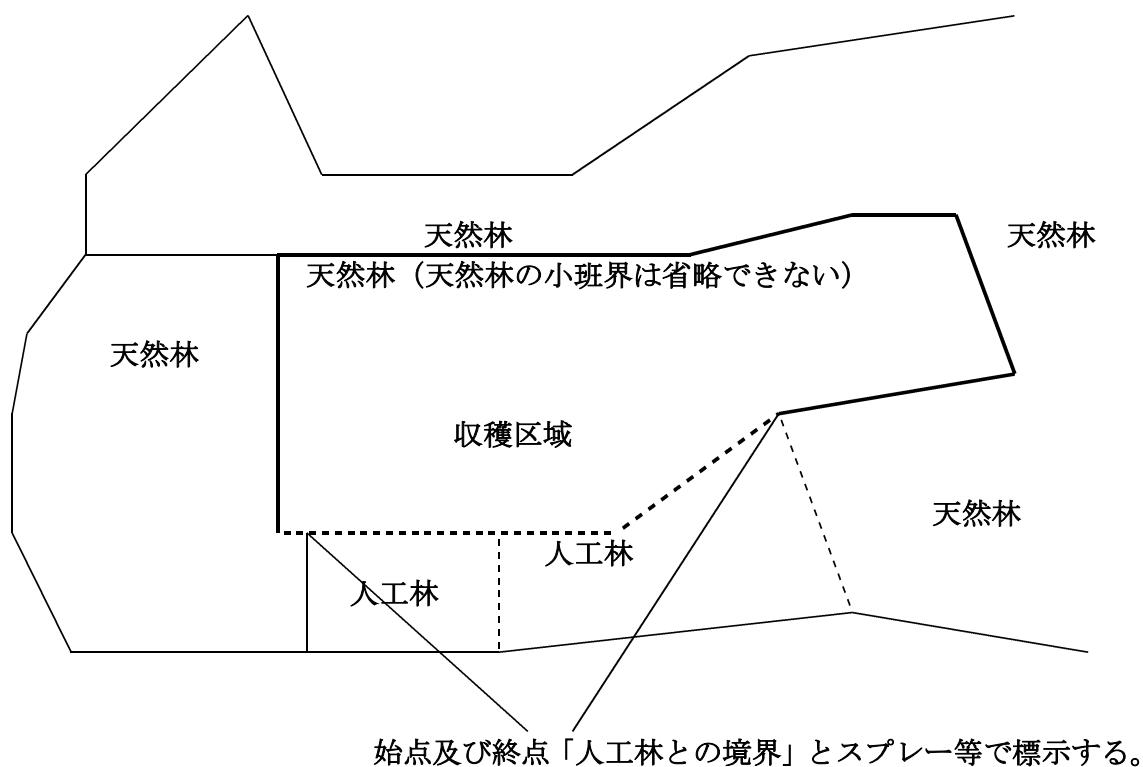 天然林
天然林
天然林（天然林の小班界は省略できない）
天然林
収穫区域
天然林
人工林
人工林
始点及び終点「人工林との境界」とスプレー等で標示する。